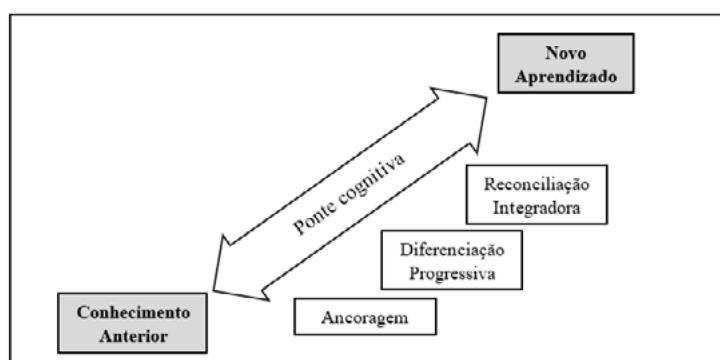 Novo
Aprendizado
Ponte cognitiva
Reconciliação
Integradora
Diferenciação
Progressiva
Conhecimento
Anterior
Ancoragem